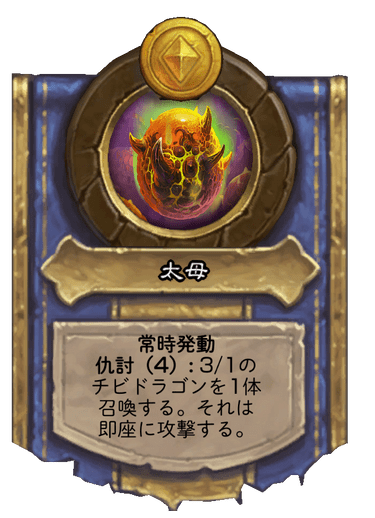 太母
常時発動
仇討（4）：3/1の
チビドラゴンを1体
召喚する。それは
即座に攻撃する。